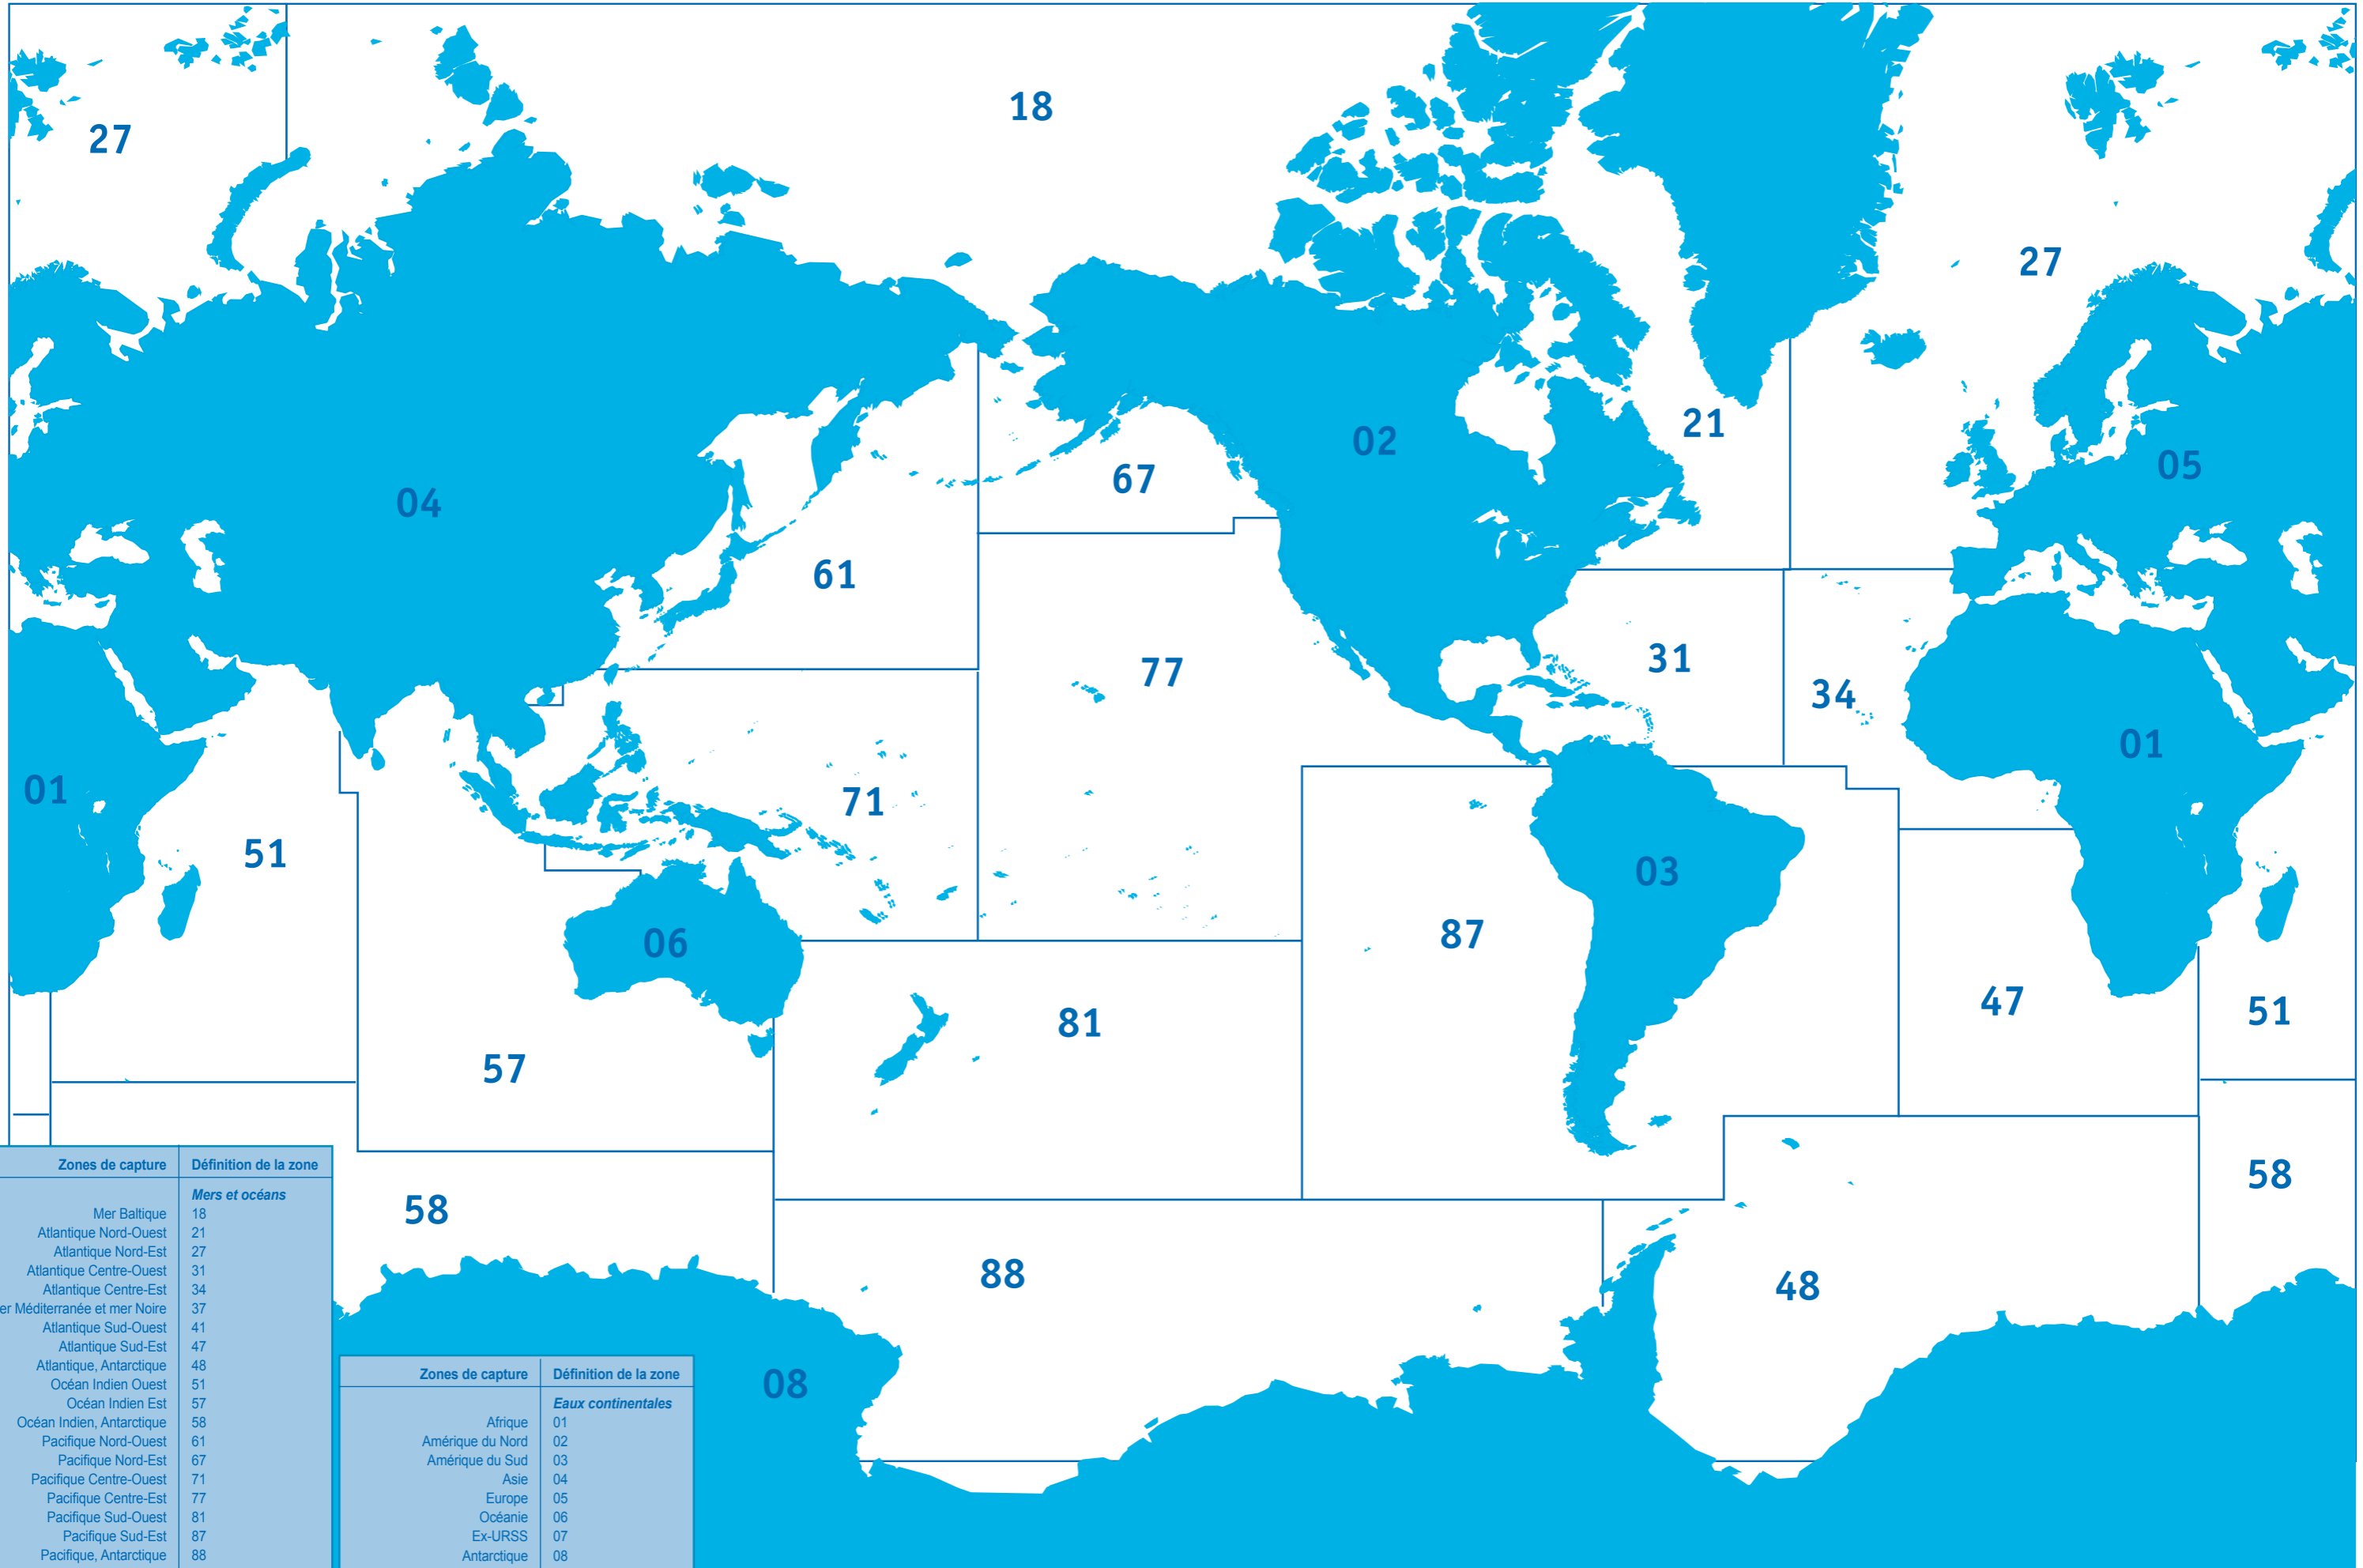 18
27
27
02
21
67
05
04
61
77
31
34
01
01
71
51
03
87
06
47
51
81
57
58
58
88
48
08
Zones de capture Définition de la zone
Mers et océans
Mer Baltique 18
Atlantique Nord-Ouest 21
Atlantique Nord-Est 27
Atlantique Centre-Ouest 31
Atlantique Centre-Est 34
er Méditerranée et mer Noire 37
Atlantique Sud-Ouest 41
Atlantique Sud-Est 47
Atlantique, Antarctique 48
Océan Indien Ouest 51
Océan Indien Est 57
Océan Indien, Antarctique 58
Pacifique Nord-Ouest 61
Pacifique Nord-Est 67
Pacifique Centre-Ouest 71
Pacifique Centre-Est 77
Pacifique Sud-Ouest 81
Pacifique Sud-Est 87
Pacifique, Antarctique 88
Zones de capture Définition de la zone
Eaux continentales
Afrique 01
Amérique du Nord 02
Amérique du Sud 03
Asie 04
Europe 05
Océanie 06
Ex-URSS 07
Antarctique 08